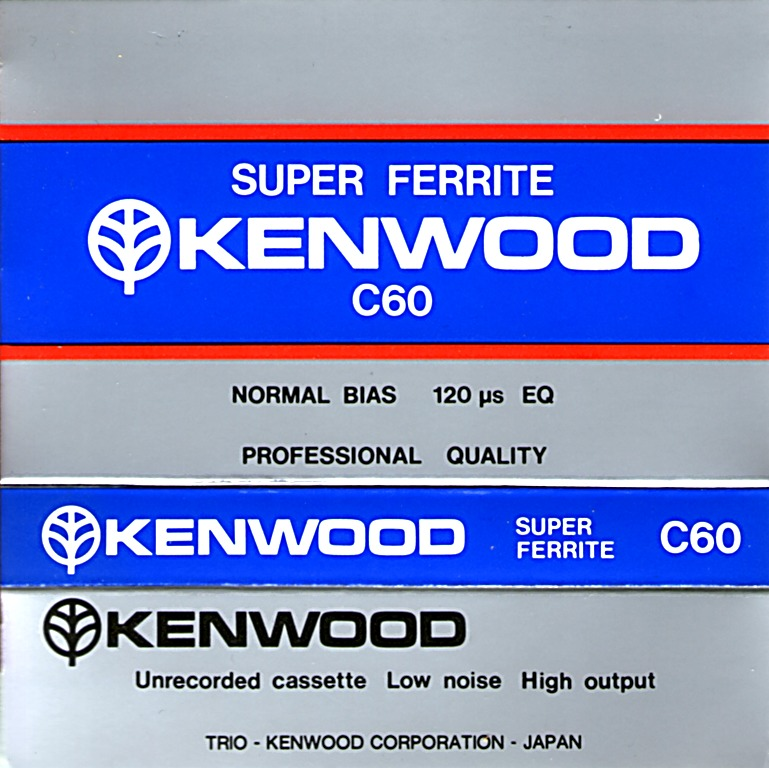 SUPER FERRITE
KENWOOD
C60
NORMAL BIAS 120 µs EQ
PROFESSIONAL QUALITY
KENWOOD SUPER FERRITE C60
KENWOOD
Unrecorded cassette Low noise High output
TRIO - KENWOOD CORPORATION - JAPAN